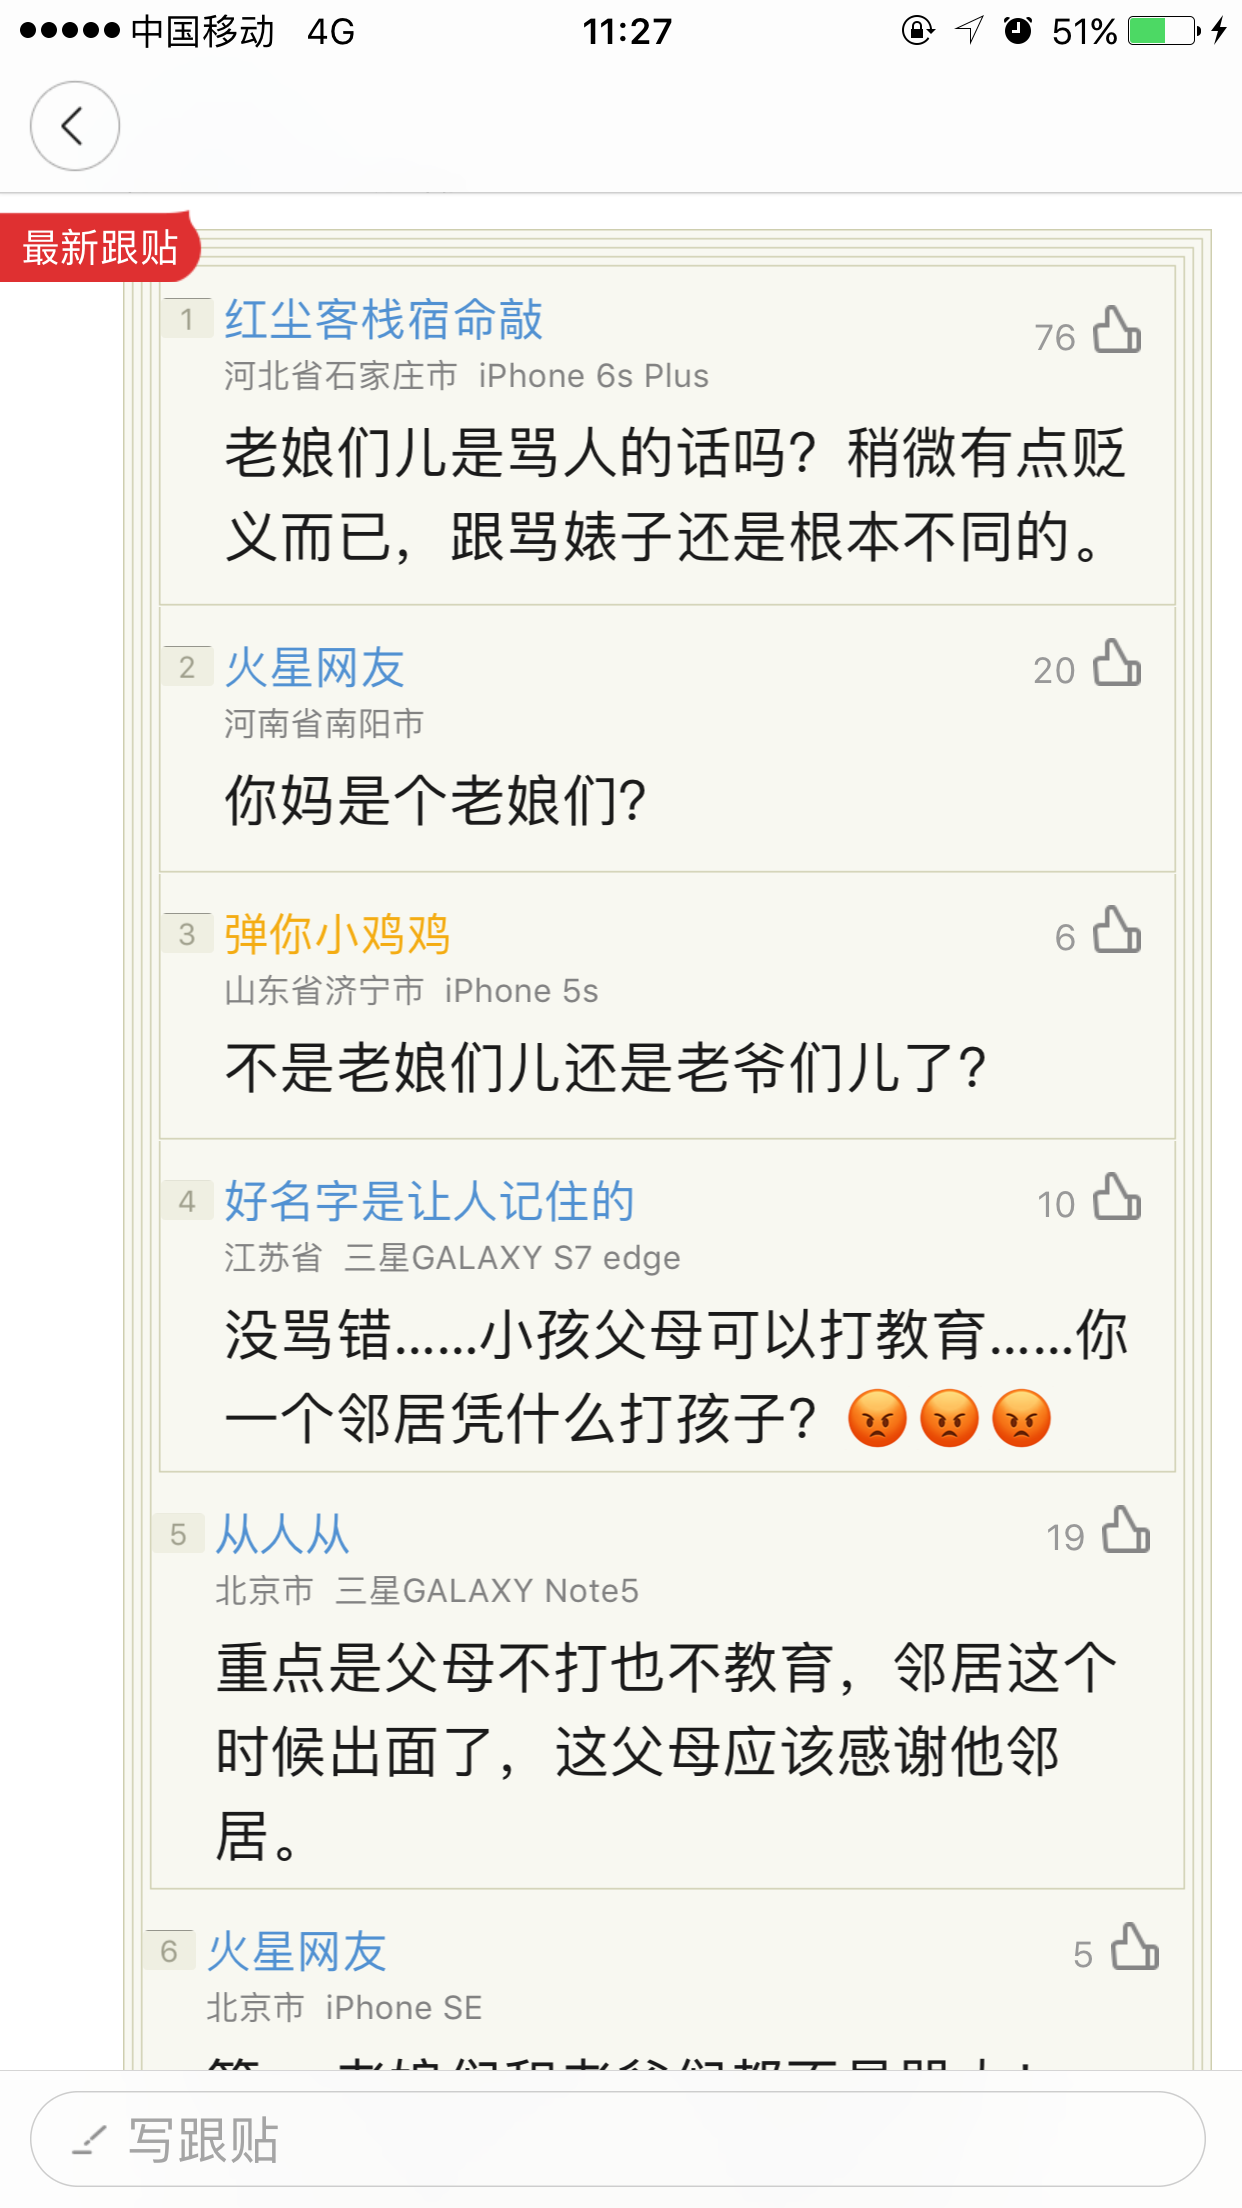 中国移动 4G 11:27 51%
最新跟贴
1 红尘客栈宿命敲 76
河北省石家庄市 iPhone 6s Plus
老娘们儿是骂人的话吗？稍微有点贬
义而已，跟骂婊子还是根本不同的。
2 火星网友 20
河南省南阳市
你妈是个老娘们?
3 弹你小鸡鸡 6
山东省济宁市 iPhone 5s
不是老娘们儿还是老爷们儿了?
4 好名字是让人记住的 10
江苏省 三星GALAXY S7 edge
没骂错……小孩父母可以打教育……你
一个邻居凭什么打孩子？😡😡😡
5 从人从 19
北京市 三星GALAXY Note5
重点是父母不打也不教育，邻居这个
时候出面了，这父母应该感谢他邻
居。
6 火星网友 5
北京市 iPhone SE
写跟贴